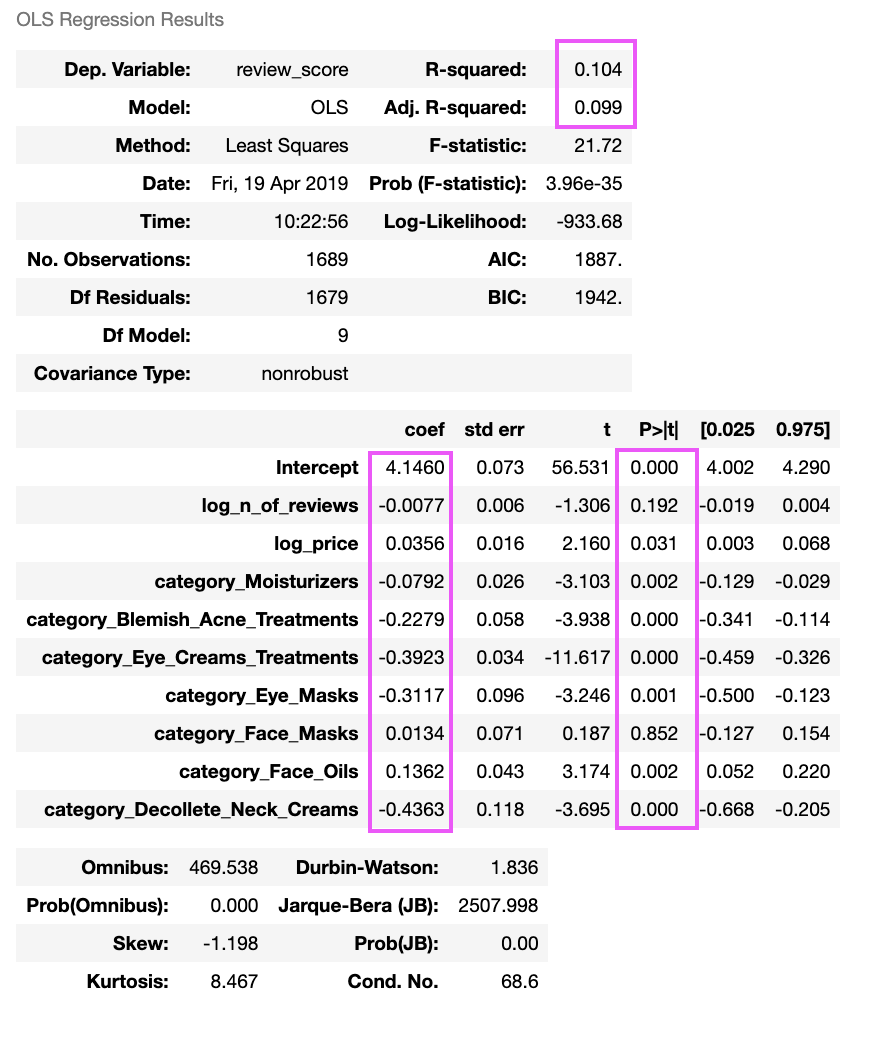 OLS Regression Results
Dep. Variable: review_score R-squared: 0.104
Model: OLS Adj. R-squared: 0.099
Method: Least Squares F-statistic: 21.72
Date: Fri, 19 Apr 2019 Prob (F-statistic): 3.96e-35
Time: 10:22:56 Log-Likelihood: -933.68
No. Observations: 1689 AIC: 1887.
Df Residuals: 1679 BIC: 1942.
Df Model: 9
Covariance Type: nonrobust
coef std err t P>|t| [0.025 0.975]
Intercept 4.1460 0.073 56.531 0.000 4.002 4.290
log_n_of_reviews -0.0077 0.006 -1.306 0.192 -0.019 0.004
log_price 0.0356 0.016 2.160 0.031 0.003 0.068
category_Moisturizers -0.0792 0.026 -3.103 0.002 -0.129 -0.029
category_Blemish_Acne_Treatments -0.2279 0.058 -3.938 0.000 -0.341 -0.114
category_Eye_Creams_Treatments -0.3923 0.034 -11.617 0.000 -0.459 -0.326
category_Eye_Masks -0.3117 0.096 -3.246 0.001 -0.500 -0.123
category_Face_Masks 0.0134 0.071 0.187 0.852 -0.127 0.154
category_Face_Oils 0.1362 0.043 3.174 0.002 0.052 0.220
category_Decollete_Neck_Creams -0.4363 0.118 -3.695 0.000 -0.668 -0.205
Omnibus: 469.538 Durbin-Watson: 1.836
Prob(Omnibus): 0.000 Jarque-Bera (JB): 2507.998
Skew: -1.198 Prob(JB): 0.00
Kurtosis: 8.467 Cond. No. 68.6